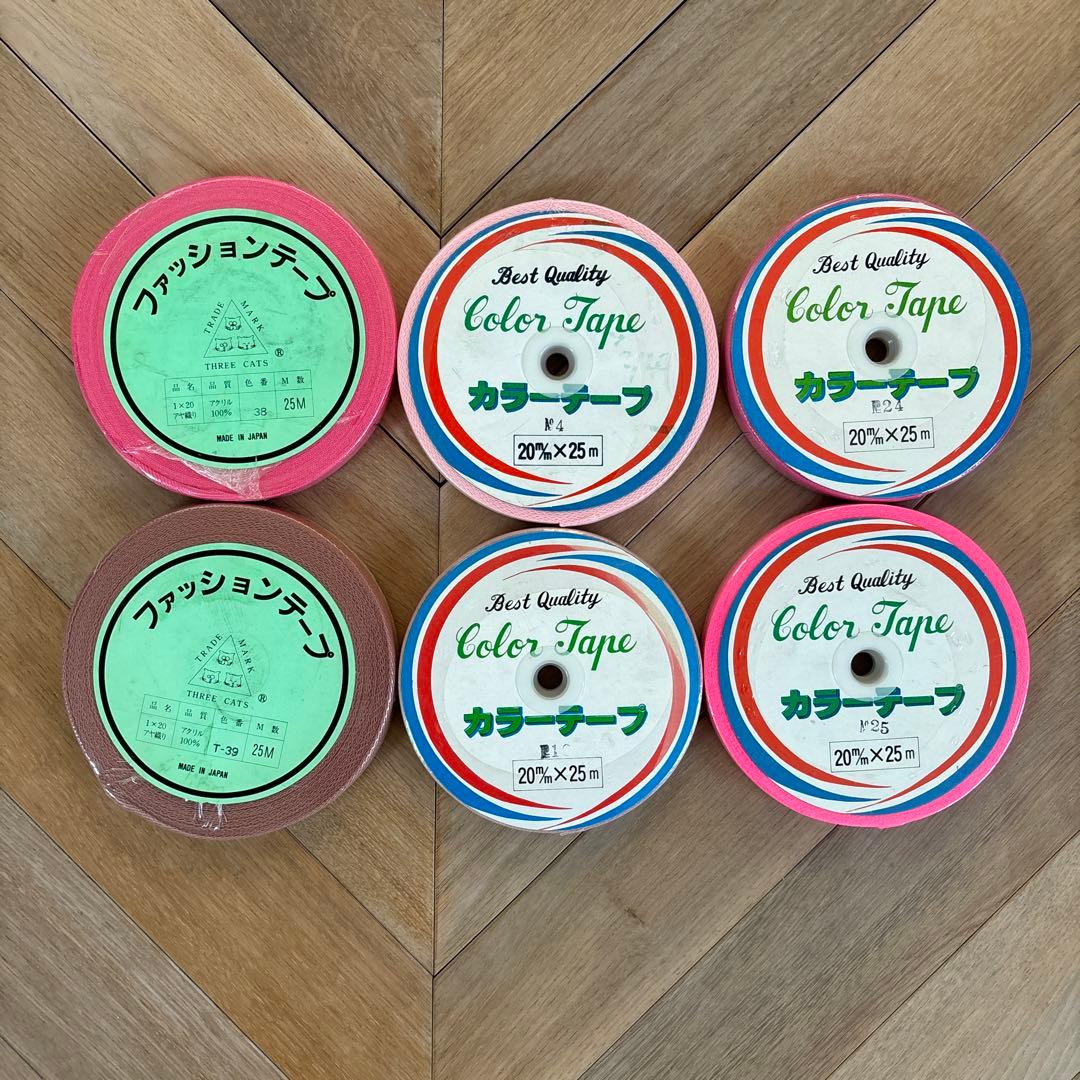 ファッションテープ
TRADE MARK
THREE CATS ®
品名 品質 色番 M数
1×20 アヤ織り アクリル 100% 38 25M
MADE IN JAPAN
Best Quality
Color Tape
カラーテープ
№4
20m/m×25m
Best Quality
Color Tape
カラーテープ
24
20m/m×25m
ファッションテープ
TRADE MARK
THREE CATS ®
品名 品質 色番 M数
1×20 アヤ織り アクリル 100% T-39 25M
MADE IN JAPAN
Best Quality
Color Tape
カラーテープ
20m/m×25m
Best Quality
Color Tape
カラーテープ
№25
20m/m×25m